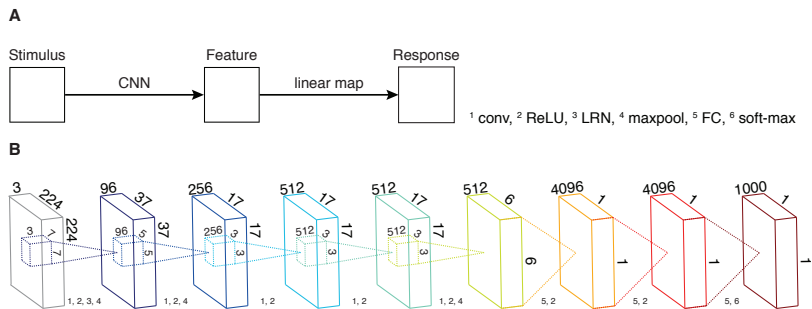 A
Stimulus
Feature
Response
CNN
linear map
¹ conv, ² ReLU, ³ LRN, ⁴ maxpool, ⁵ FC, ⁶ soft-max
B
3 224 224
3 7 7
1, 2, 3, 4
96 37 37
96 5 5
1, 2, 4
256 17 17
256 3 3
1, 2
512 17 17
512 3 3
1, 2
512 17 17
512 3 3
1, 2, 4
512 6 6
5, 2
4096 1 1
5, 2
4096 1 1
5, 6
1000 1 1